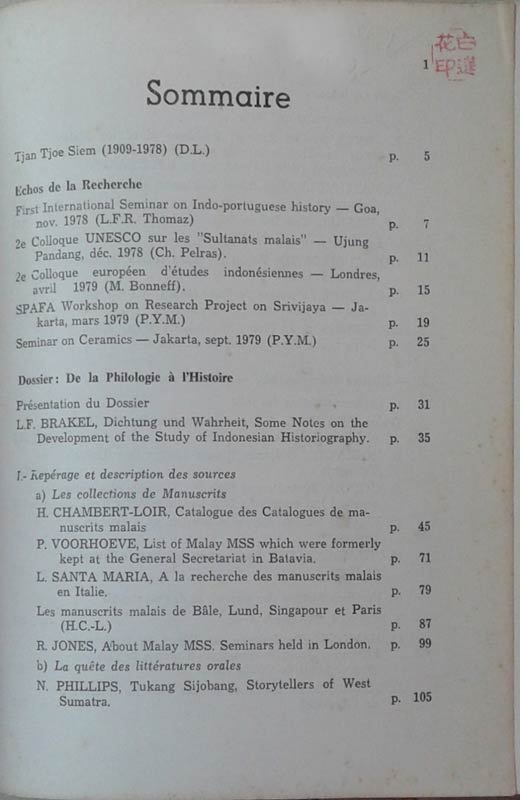 花白
印蓮
1
Sommaire
Tjan Tjoe Siem (1909-1978) (D.L.) p. 5
Echos de la Recherche
First International Seminar on Indo-portuguese history — Goa,
nov. 1978 (L.F.R. Thomaz) p. 7
2e Colloque UNESCO sur les "Sultanats malais" — Ujung
Pandang, déc. 1978 (Ch. Pelras). p. 11
2e Colloque européen d'études indonésiennes — Londres,
avril 1979 (M. Bonneff). p. 15
SPAFA Workshop on Research Project on Srivijaya — Ja-
karta, mars 1979 (P.Y.M.) p. 19
Seminar on Ceramics — Jakarta, sept. 1979 (P.Y.M.) p. 25
Dossier: De la Philologie à l'Histoire
Présentation du Dossier p. 31
L.F. BRAKEL, Dichtung und Wahrheit, Some Notes on the
Development of the Study of Indonesian Historiography. p. 35
I.- Repérage et description des sources
a) Les collections de Manuscrits
H. CHAMBERT-LOIR, Catalogue des Catalogues de ma-
nuscrits malais p. 45
P. VOORHOEVE, List of Malay MSS which were formerly
kept at the General Secretariat in Batavia. p. 71
L. SANTA MARIA, A la recherche des manuscrits malais
en Italie. p. 79
Les manuscrits malais de Bâle, Lund, Singapour et Paris
(H.C.-L.) p. 87
R. JONES, About Malay MSS. Seminars held in London. p. 99
b) La quête des littératures orales
N. PHILLIPS, Tukang Sijobang, Storytellers of West
Sumatra. p. 105